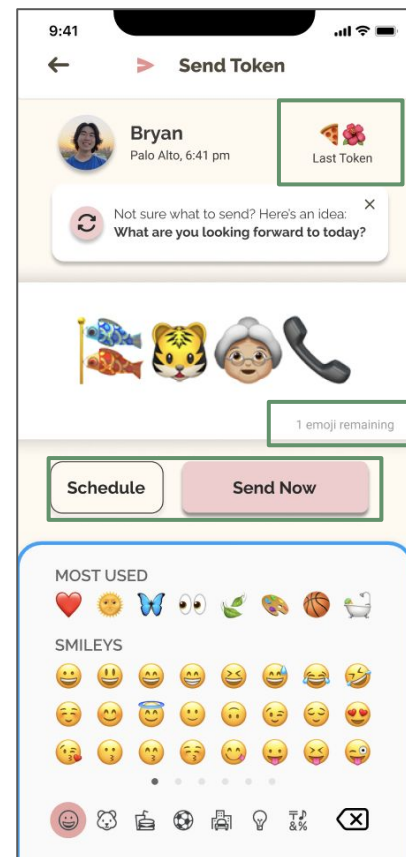 9:41
Send Token
Bryan
Palo Alto, 6:41 pm
Last Token
Not sure what to send? Here's an idea:
What are you looking forward to today?
1 emoji remaining
Schedule
Send Now
MOST USED
SMILEYS
&%